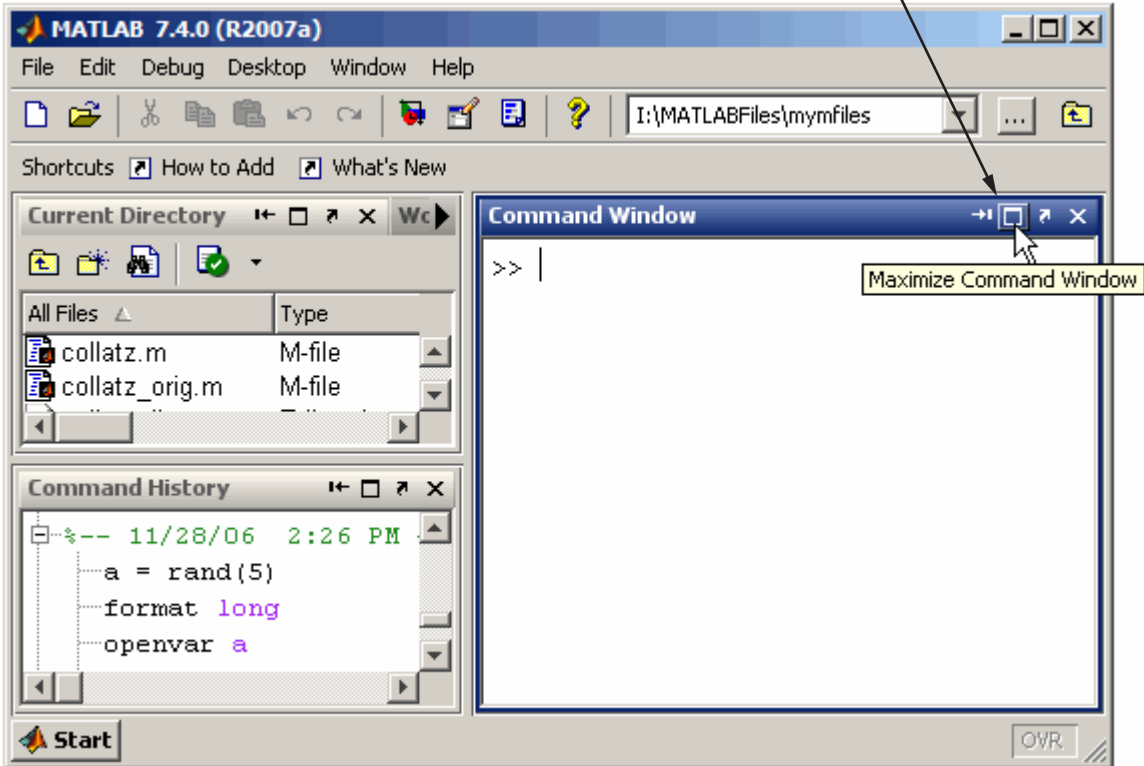 MATLAB 7.4.0 (R2007a)
File Edit Debug Desktop Window Help
I:\MATLABFiles\mymfiles ...
Shortcuts How to Add What's New
Current Directory Wo
All Files Type
collatz.m M-file
collatz_orig.m M-file
Command History
%-- 11/28/06 2:26 PM -
a = rand(5)
format long
openvar a
Command Window
>>
Maximize Command Window
Start
OVR